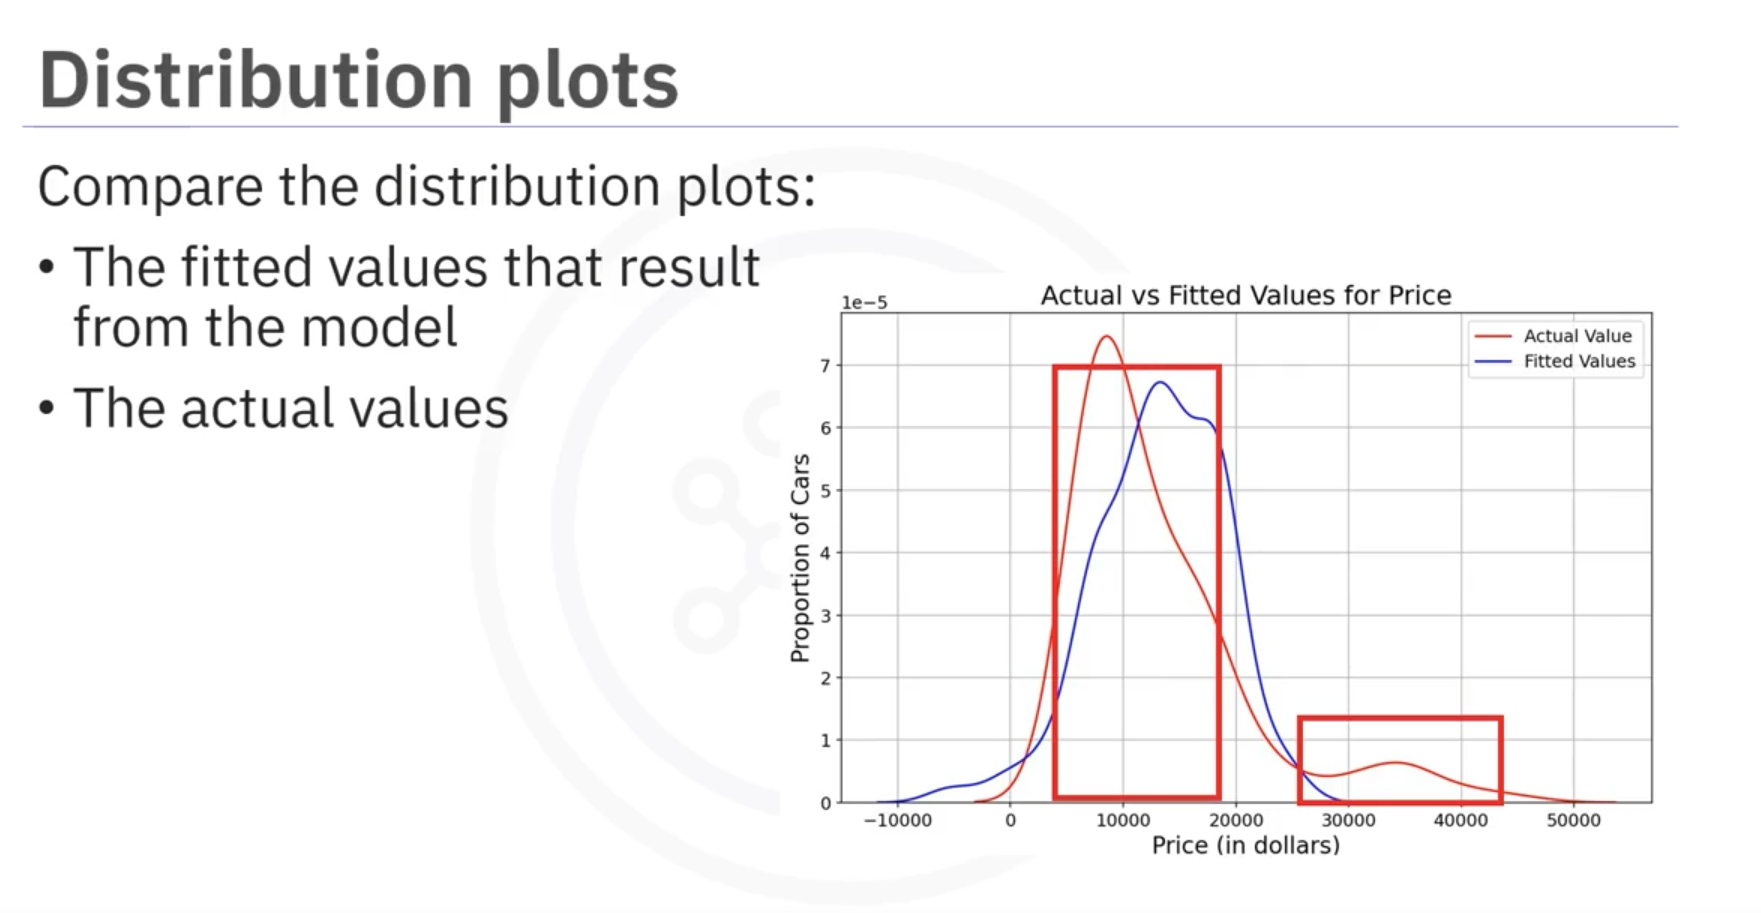 Distribution plots
Compare the distribution plots:
• The fitted values that result
from the model
• The actual values
Actual vs Fitted Values for Price
1e−5
Actual Value
Fitted Values
7
6
5
4
3
2
1
0
Proportion of Cars
−10000 0 10000 20000 30000 40000 50000
Price (in dollars)